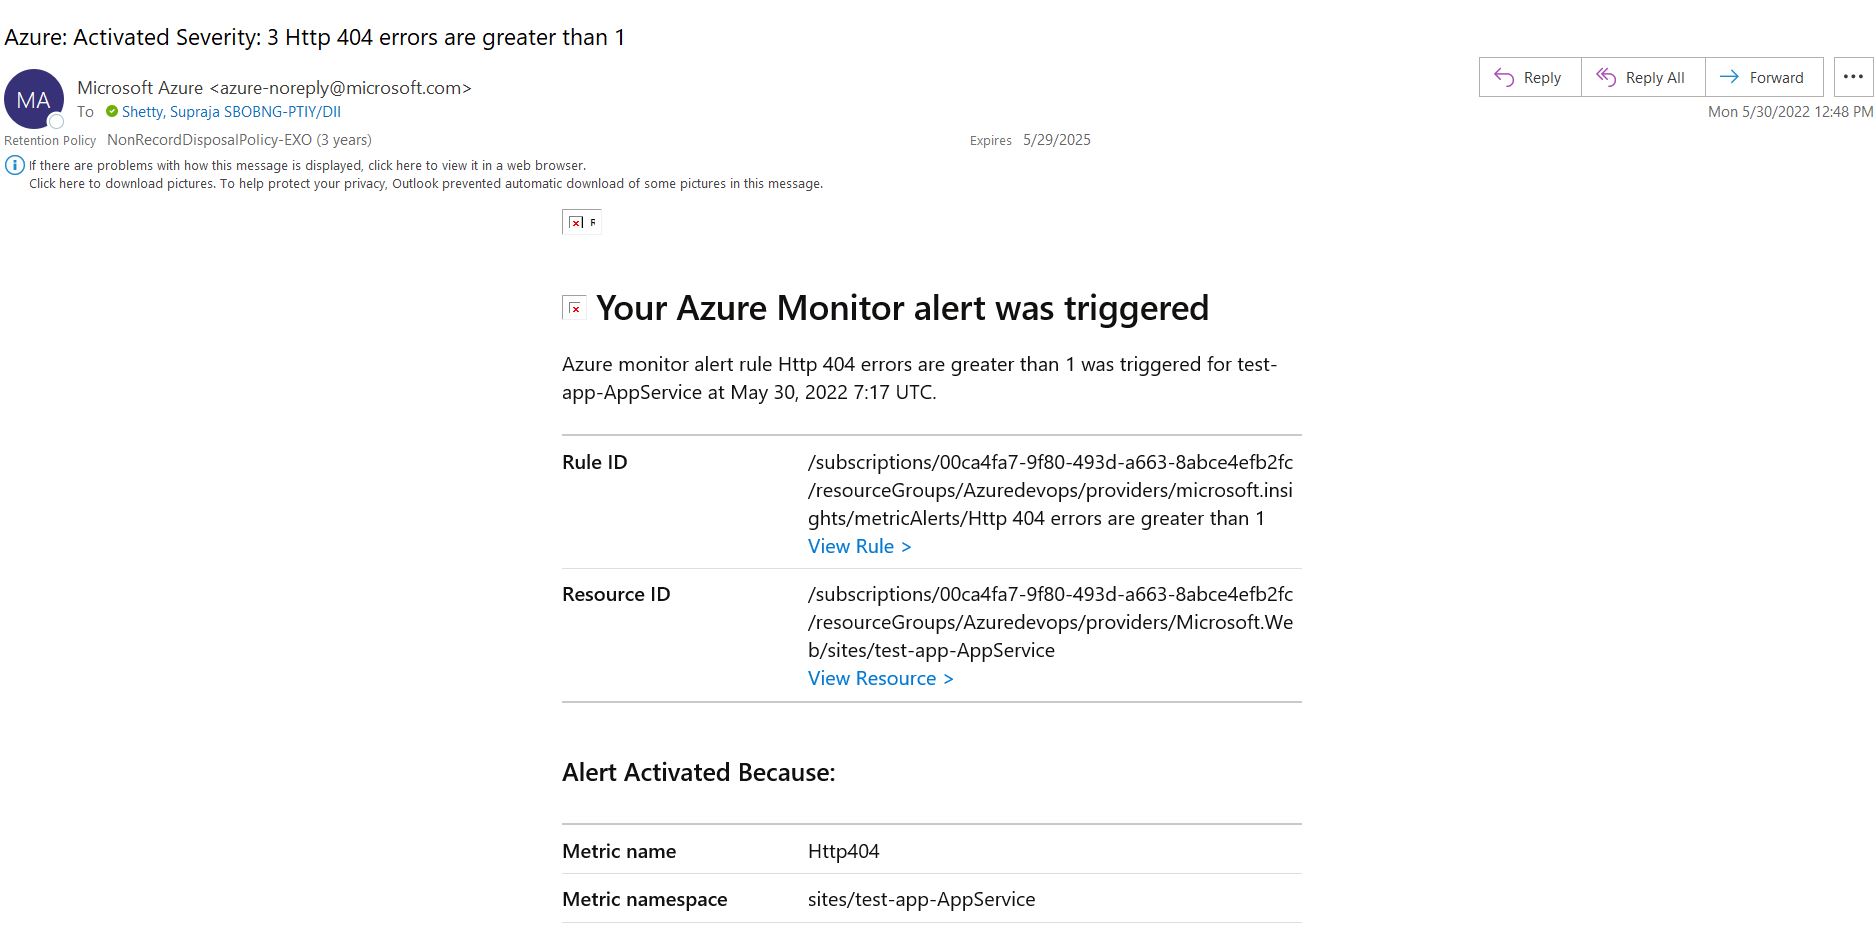 Azure: Activated Severity: 3 Http 404 errors are greater than 1
MA
Microsoft Azure <azure-noreply@microsoft.com>
To Shetty, Supraja SBOBNG-PTIY/DII
Reply
Reply All
Forward
Mon 5/30/2022 12:48 PM
Retention Policy NonRecordDisposalPolicy-EXO (3 years)
Expires 5/29/2025
If there are problems with how this message is displayed, click here to view it in a web browser.
Click here to download pictures. To help protect your privacy, Outlook prevented automatic download of some pictures in this message.
Your Azure Monitor alert was triggered
Azure monitor alert rule Http 404 errors are greater than 1 was triggered for test-
app-AppService at May 30, 2022 7:17 UTC.
Rule ID /subscriptions/00ca4fa7-9f80-493d-a663-8abce4efb2fc
/resourceGroups/Azuredevops/providers/microsoft.insi
ghts/metricAlerts/Http 404 errors are greater than 1
View Rule >
Resource ID /subscriptions/00ca4fa7-9f80-493d-a663-8abce4efb2fc
/resourceGroups/Azuredevops/providers/Microsoft.We
b/sites/test-app-AppService
View Resource >
Alert Activated Because:
Metric name Http404
Metric namespace sites/test-app-AppService